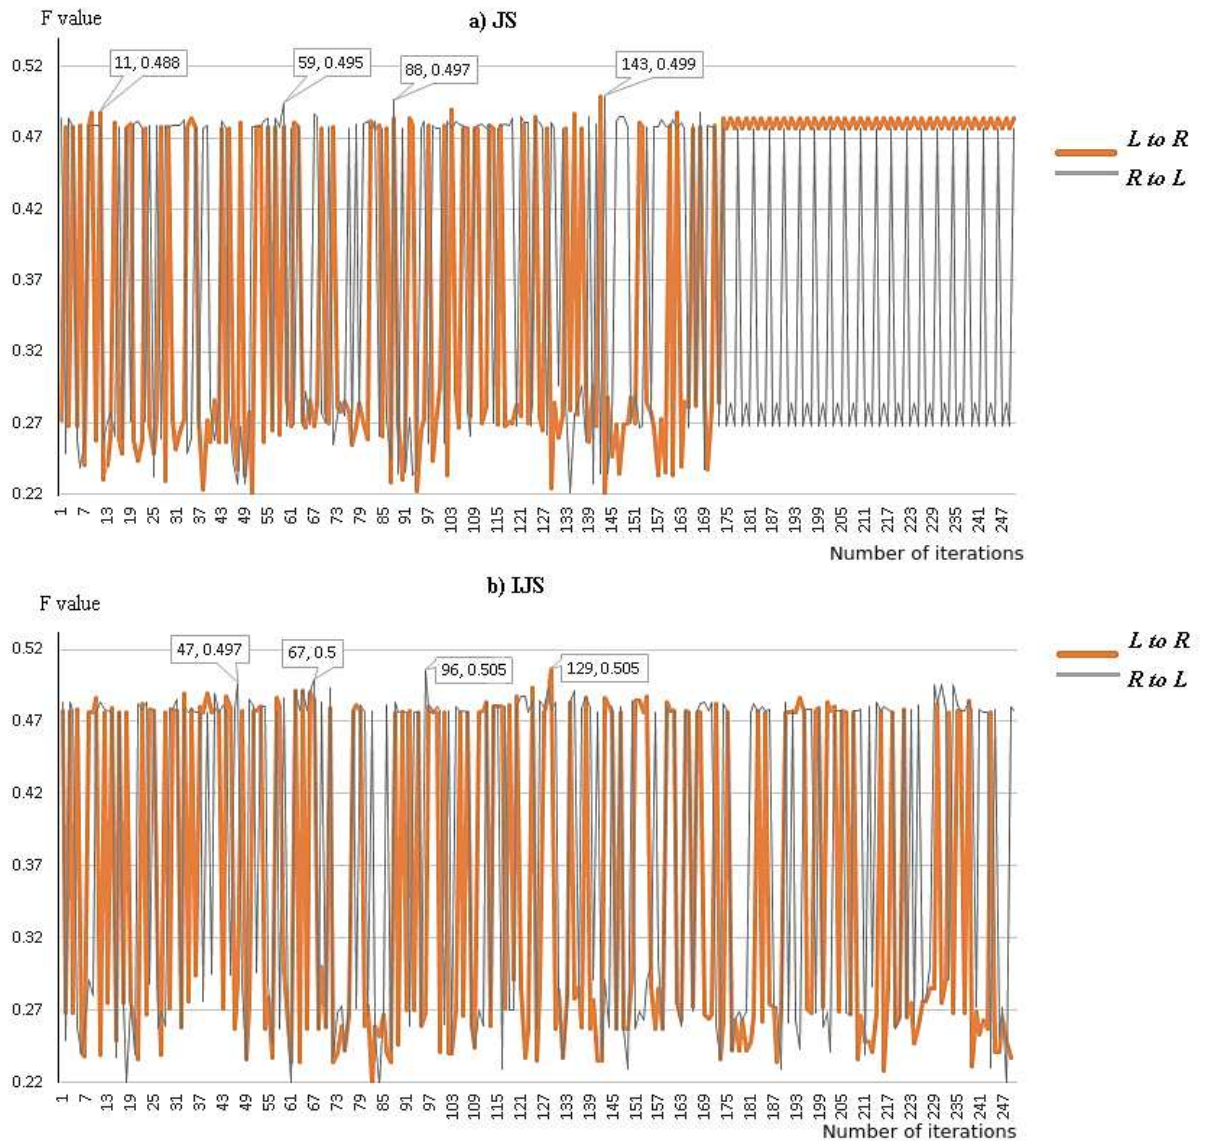 F value
a) JS
11, 0.488
59, 0.495
88, 0.497
143, 0.499
0.52
0.47
0.42
0.37
0.32
0.27
0.22
L to R
R to L
1 7 13 19 25 31 37 43 49 55 61 67 73 79 85 91 97 103 109 115 121 127 133 139 145 151 157 163 169 175 181 187 193 199 205 211 217 223 229 235 241 247
Number of iterations
b) IJS
F value
47, 0.497
67, 0.5
96, 0.505
129, 0.505
0.52
0.47
0.42
0.37
0.32
0.27
0.22
L to R
R to L
1 7 13 19 25 31 37 43 49 55 61 67 73 79 85 91 97 103 109 115 121 127 133 139 145 151 157 163 169 175 181 187 193 199 205 211 217 223 229 235 241 247
Number of iterations